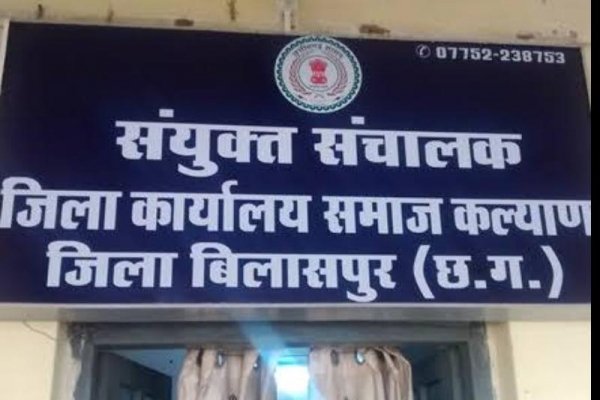 07752-238753
संयुक्त संचालक
जिला कार्यालय समाज कल्याण
जिला बिलासपुर (छ.ग.)